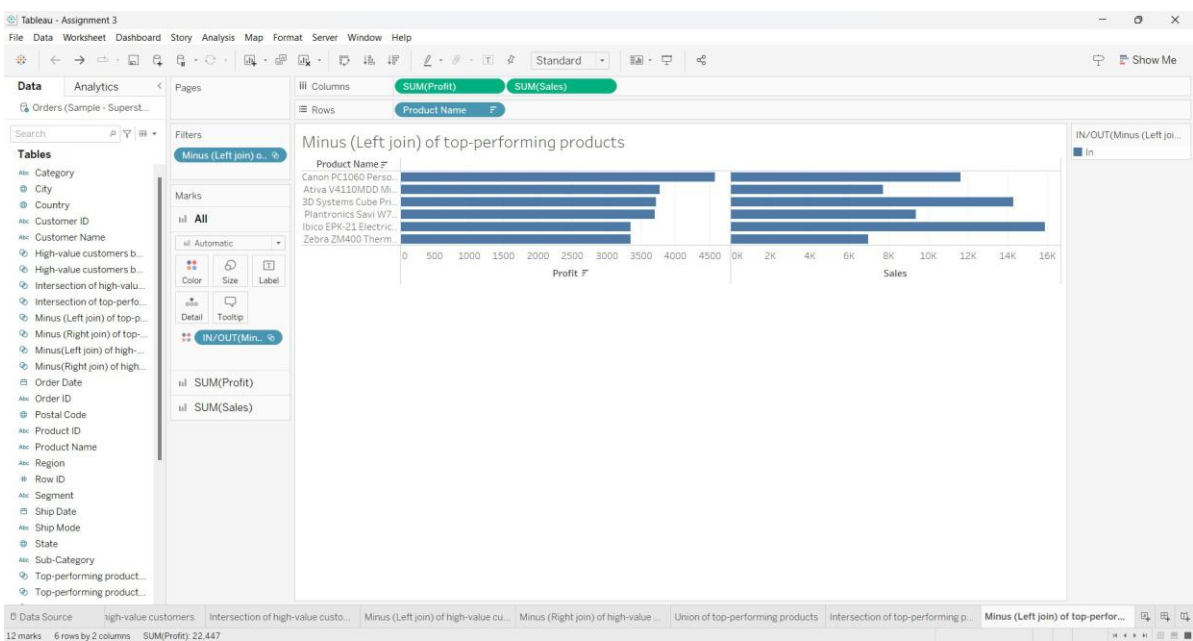 Tableau - Assignment 3
File Data Worksheet Dashboard Story Analysis Map Format Server Window Help
Standard
Show Me
Data Analytics
Pages
Columns SUM(Profit) SUM(Sales)
Orders (Sample - Superst...
Rows Product Name
Search
Filters
Minus (Left join) o..
Minus (Left join) of top-performing products
IN/OUT(Minus (Left joi...
In
Tables
Abc Category
City
Country
Abc Customer ID
Abc Customer Name
High-value customers b...
High-value customers b...
Intersection of high-valu...
Intersection of top-perfo...
Minus (Left join) of top-p...
Minus (Right join) of top-...
Minus(Left join) of high-...
Minus(Right join) of high...
Order Date
Abc Order ID
Postal Code
Abc Product ID
Abc Product Name
Abc Region
# Row ID
Abc Segment
Ship Date
Abc Ship Mode
State
Abc Sub-Category
Top-performing product...
Top-performing product...
Marks
All
Automatic
Color Size Label
Detail Tooltip
IN/OUT(Min..
SUM(Profit)
SUM(Sales)
Product Name
Canon PC1060 Perso..
Ativa V4110MDD Mi..
3D Systems Cube Pri..
Plantronics Savi W7..
Ibico EPK-21 Electric..
Zebra ZM400 Therm..
0 500 1000 1500 2000 2500 3000 3500 4000 4500 0K 2K 4K 6K 8K 10K 12K 14K 16K
Profit Sales
Data Source high-value customers Intersection of high-value custo... Minus (Left join) of high-value cu... Minus (Right join) of high-value ... Union of top-performing products Intersection of top-performing p... Minus (Left join) of top-perfor...
12 marks 6 rows by 2 columns SUM(Profit): 22,447